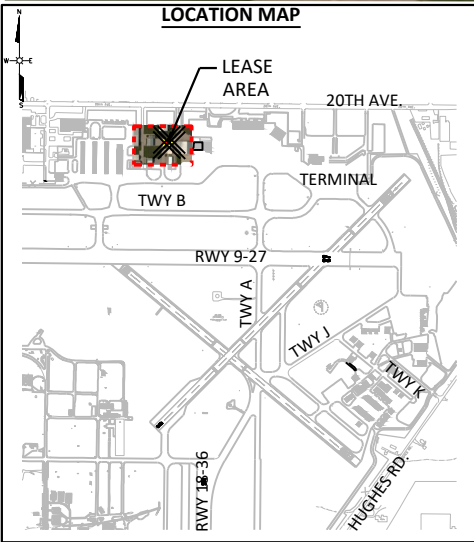 LOCATION MAP
N
W
E
S
LEASE
AREA
20TH AVE.
TERMINAL
TWY B
RWY 9-27
TWY A
TWY J
TWY K
RWY 18-36
HUGHES RD.